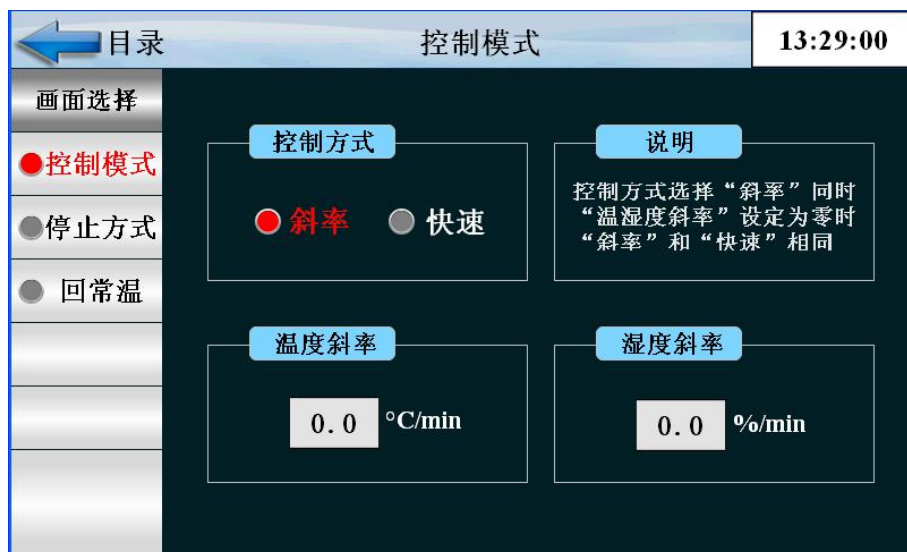 目录
控制模式
13:29:00
画面选择
控制模式
停止方式
回常温
控制方式
斜率
快速
说明
控制方式选择“斜率”同时
“温湿度斜率”设定为零时
“斜率”和“快速”相同
温度斜率
0.0 °C/min
湿度斜率
0.0 %/min